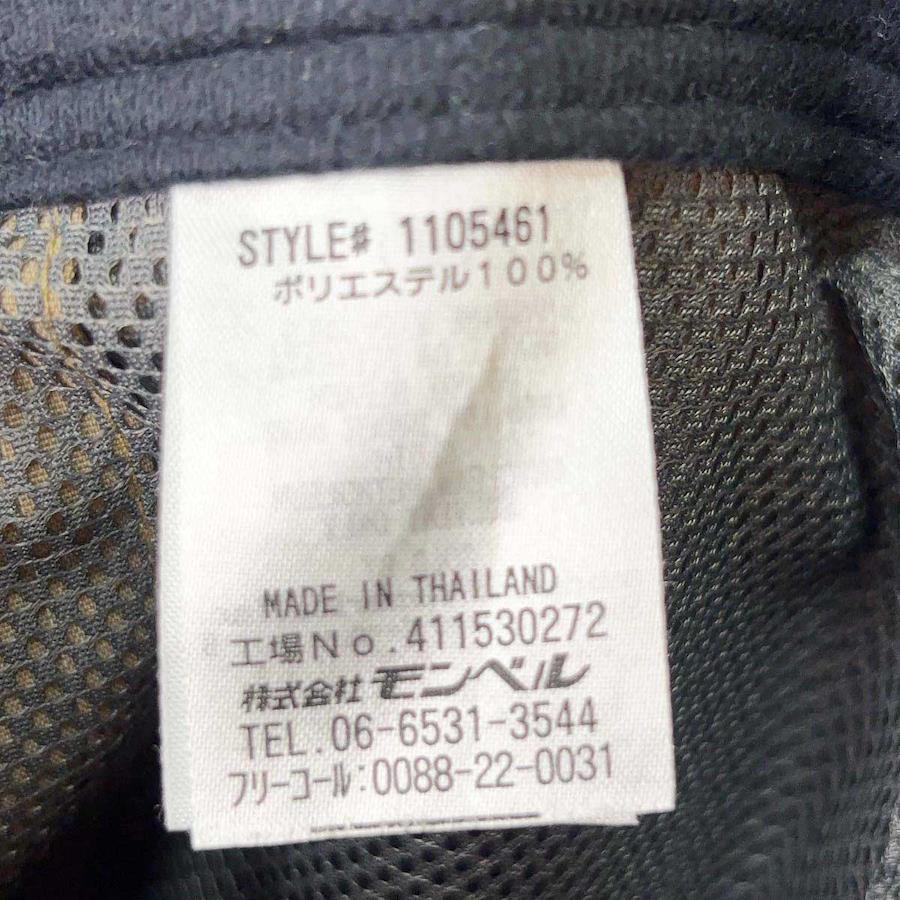 STYLE# 1105461
ポリエステル100%
MADE IN THAILAND
工場No.411530272
株式会社 モンベル
TEL.06-6531-3544
フリーコール:0088-22-0031